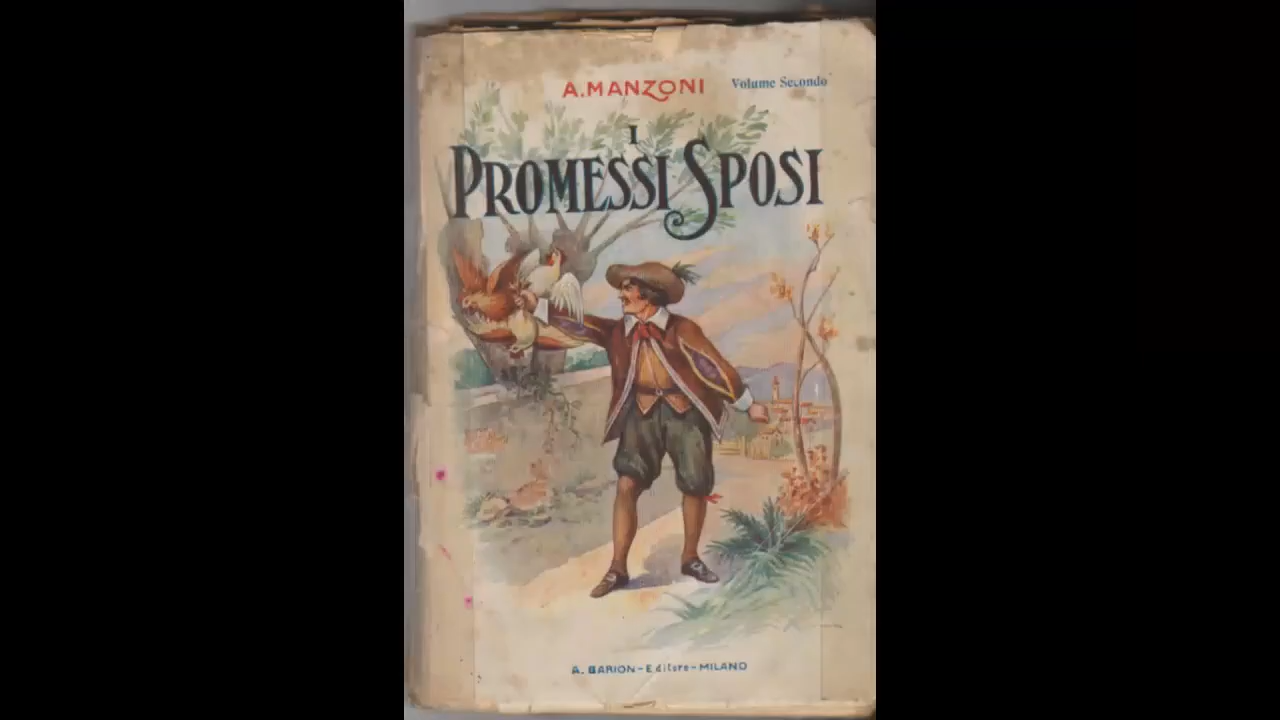 A. MANZONI
Volume Secondo
I
PROMESSI SPOSI
A. BARION - Editore - MILANO